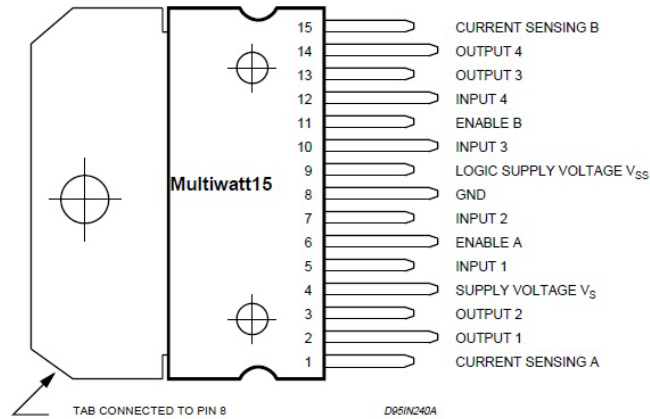 15 CURRENT SENSING B
14 OUTPUT 4
13 OUTPUT 3
12 INPUT 4
11 ENABLE B
10 INPUT 3
9 LOGIC SUPPLY VOLTAGE VSS
8 GND
Multiwatt15
7 INPUT 2
6 ENABLE A
5 INPUT 1
4 SUPPLY VOLTAGE VS
3 OUTPUT 2
2 OUTPUT 1
1 CURRENT SENSING A
TAB CONNECTED TO PIN 8
D95IN240A